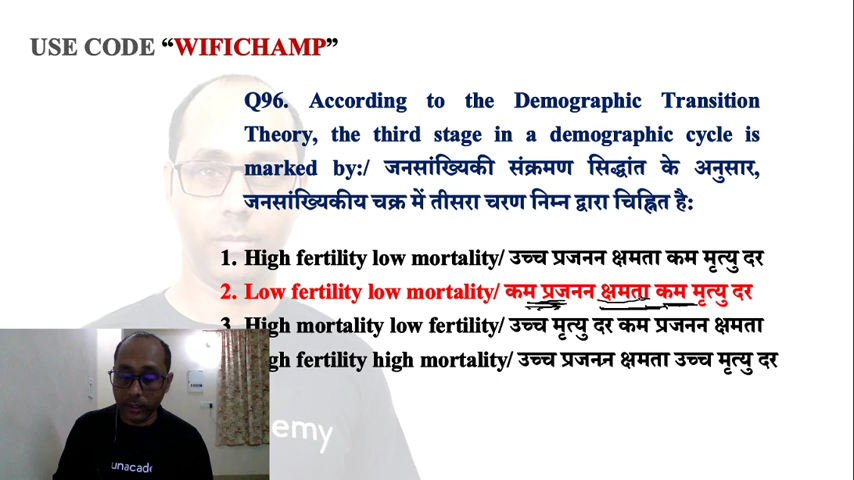 USE CODE “WIFICHAMP”
Q96. According to the Demographic Transition
Theory, the third stage in a demographic cycle is
marked by:/ जनसांख्यिकी संक्रमण सिद्धांत के अनुसार,
जनसांख्यिकीय चक्र में तीसरा चरण निम्न द्वारा चिह्नित है:
1. High fertility low mortality/ उच्च प्रजनन क्षमता कम मृत्यु दर
2. Low fertility low mortality/ कम प्रजनन क्षमता कम मृत्यु दर
3. High mortality low fertility/ उच्च मृत्यु दर कम प्रजनन क्षमता
fertility high mortality/ उच्च प्रजनन क्षमता उच्च मृत्यु दर
emy
unacade